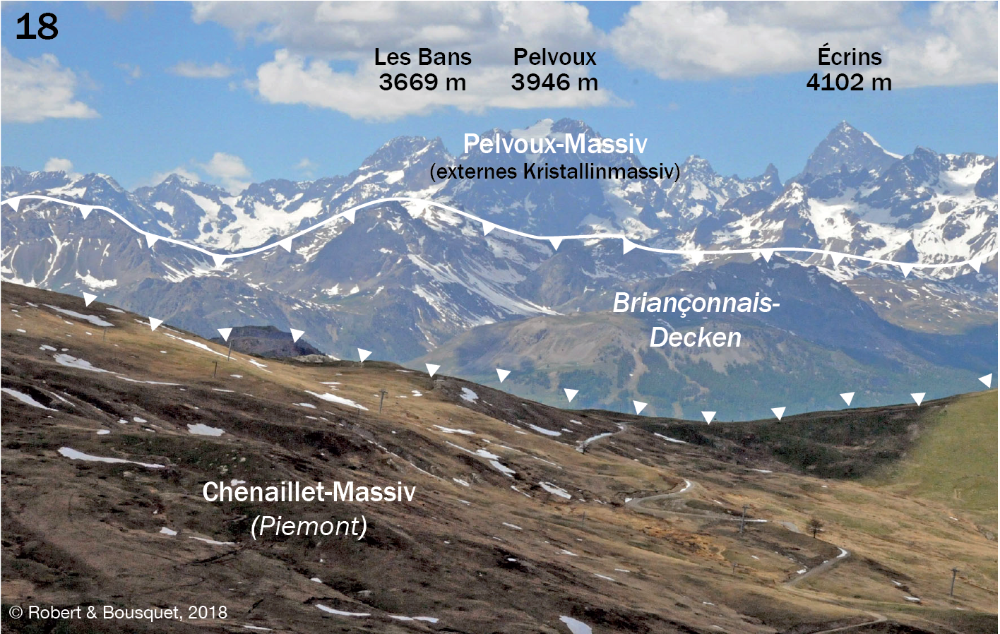 18
Les Bans
3669 m
Pelvoux
3946 m
Écrins
4102 m
Pelvoux-Massiv
(externes Kristallinmassiv)
Briançonnais-
Decken
Chenaillet-Massiv
(Piemont)
© Robert & Bousquet, 2018